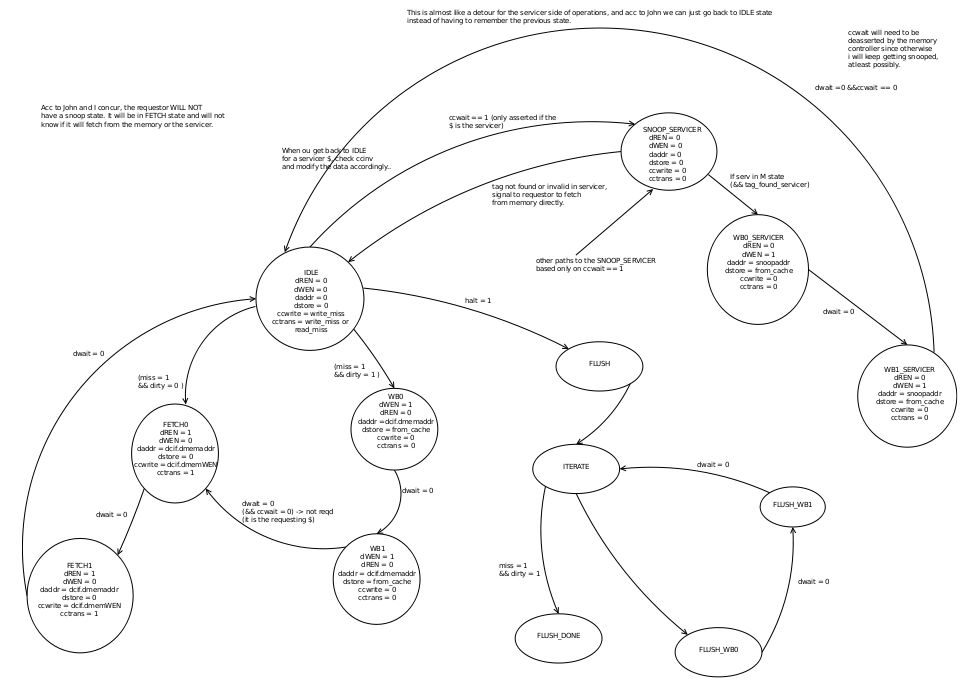 This is almost like a detour for the servicer side of operations, and acc to John we can just go back to IDLE state
instead of having to remember the previous state.
ccwait will need to be
deasserted by the memory
controller since otherwise
i will keep getting snooped,
atleast possibly.
dwait =0 &&ccwait == 0
Acc to John and I concur, the requestor WILL NOT
have a snoop state. It will be in FETCH state and will not
know if it will fetch from the memory or the servicer.
ccwait == 1 (only asserted if the
$ is the servicer)
When ou get back to IDLE
for a servicer $, check ccinv
and modify the data accordingly..
SNOOP_SERVICER
dREN = 0
dWEN = 0
daddr = 0
dstore = 0
ccwrite = 0
cctrans = 0
tag not found or invalid in servicer,
signal to requestor to fetch
from memory directly.
If serv in M state
(&& tag_found_servicer)
other paths to the SNOOP_SERVICER
based only on ccwait == 1
WB0_SERVICER
dREN = 0
dWEN = 1
daddr = snoopaddr
dstore = from_cache
ccwrite = 0
cctrans = 0
IDLE
dREN = 0
dWEN = 0
daddr = 0
dstore = 0
ccwrite = write_miss
cctrans = write_miss or
read_miss
halt = 1
dwait = 0
dwait = 0
(miss = 1
&& dirty = 0 )
(miss = 1
&& dirty = 1 )
FLUSH
WB1_SERVICER
dREN = 0
dWEN = 1
daddr = snoopaddr
dstore = from_cache
ccwrite = 0
cctrans = 0
WB0
dWEN = 1
dREN = 0
daddr =dcif.dmemaddr
dstore = from_cache
ccwrite = 0
cctrans = 0
FETCH0
dREN = 1
dWEN = 0
daddr = dcif.dmemaddr
dstore = 0
ccwrite = dcif.dmemWEN
cctrans = 1
ITERATE
dwait = 0
dwait = 0
dwait = 0
(&& ccwait = 0) -> not reqd
(it is the requesting $)
dwait = 0
FLUSH_WB1
WB1
dWEN = 1
dREN = 0
daddr = dcif.dmemaddr
dstore = from_cache
ccwrite = 0
cctrans = 0
FETCH1
dREN = 1
dWEN = 0
daddr = dcif.dmemaddr
dstore = 0
ccwrite = dcif.dmemWEN
cctrans = 1
miss = 1
&& dirty = 1
dwait = 0
FLUSH_DONE
FLUSH_WB0